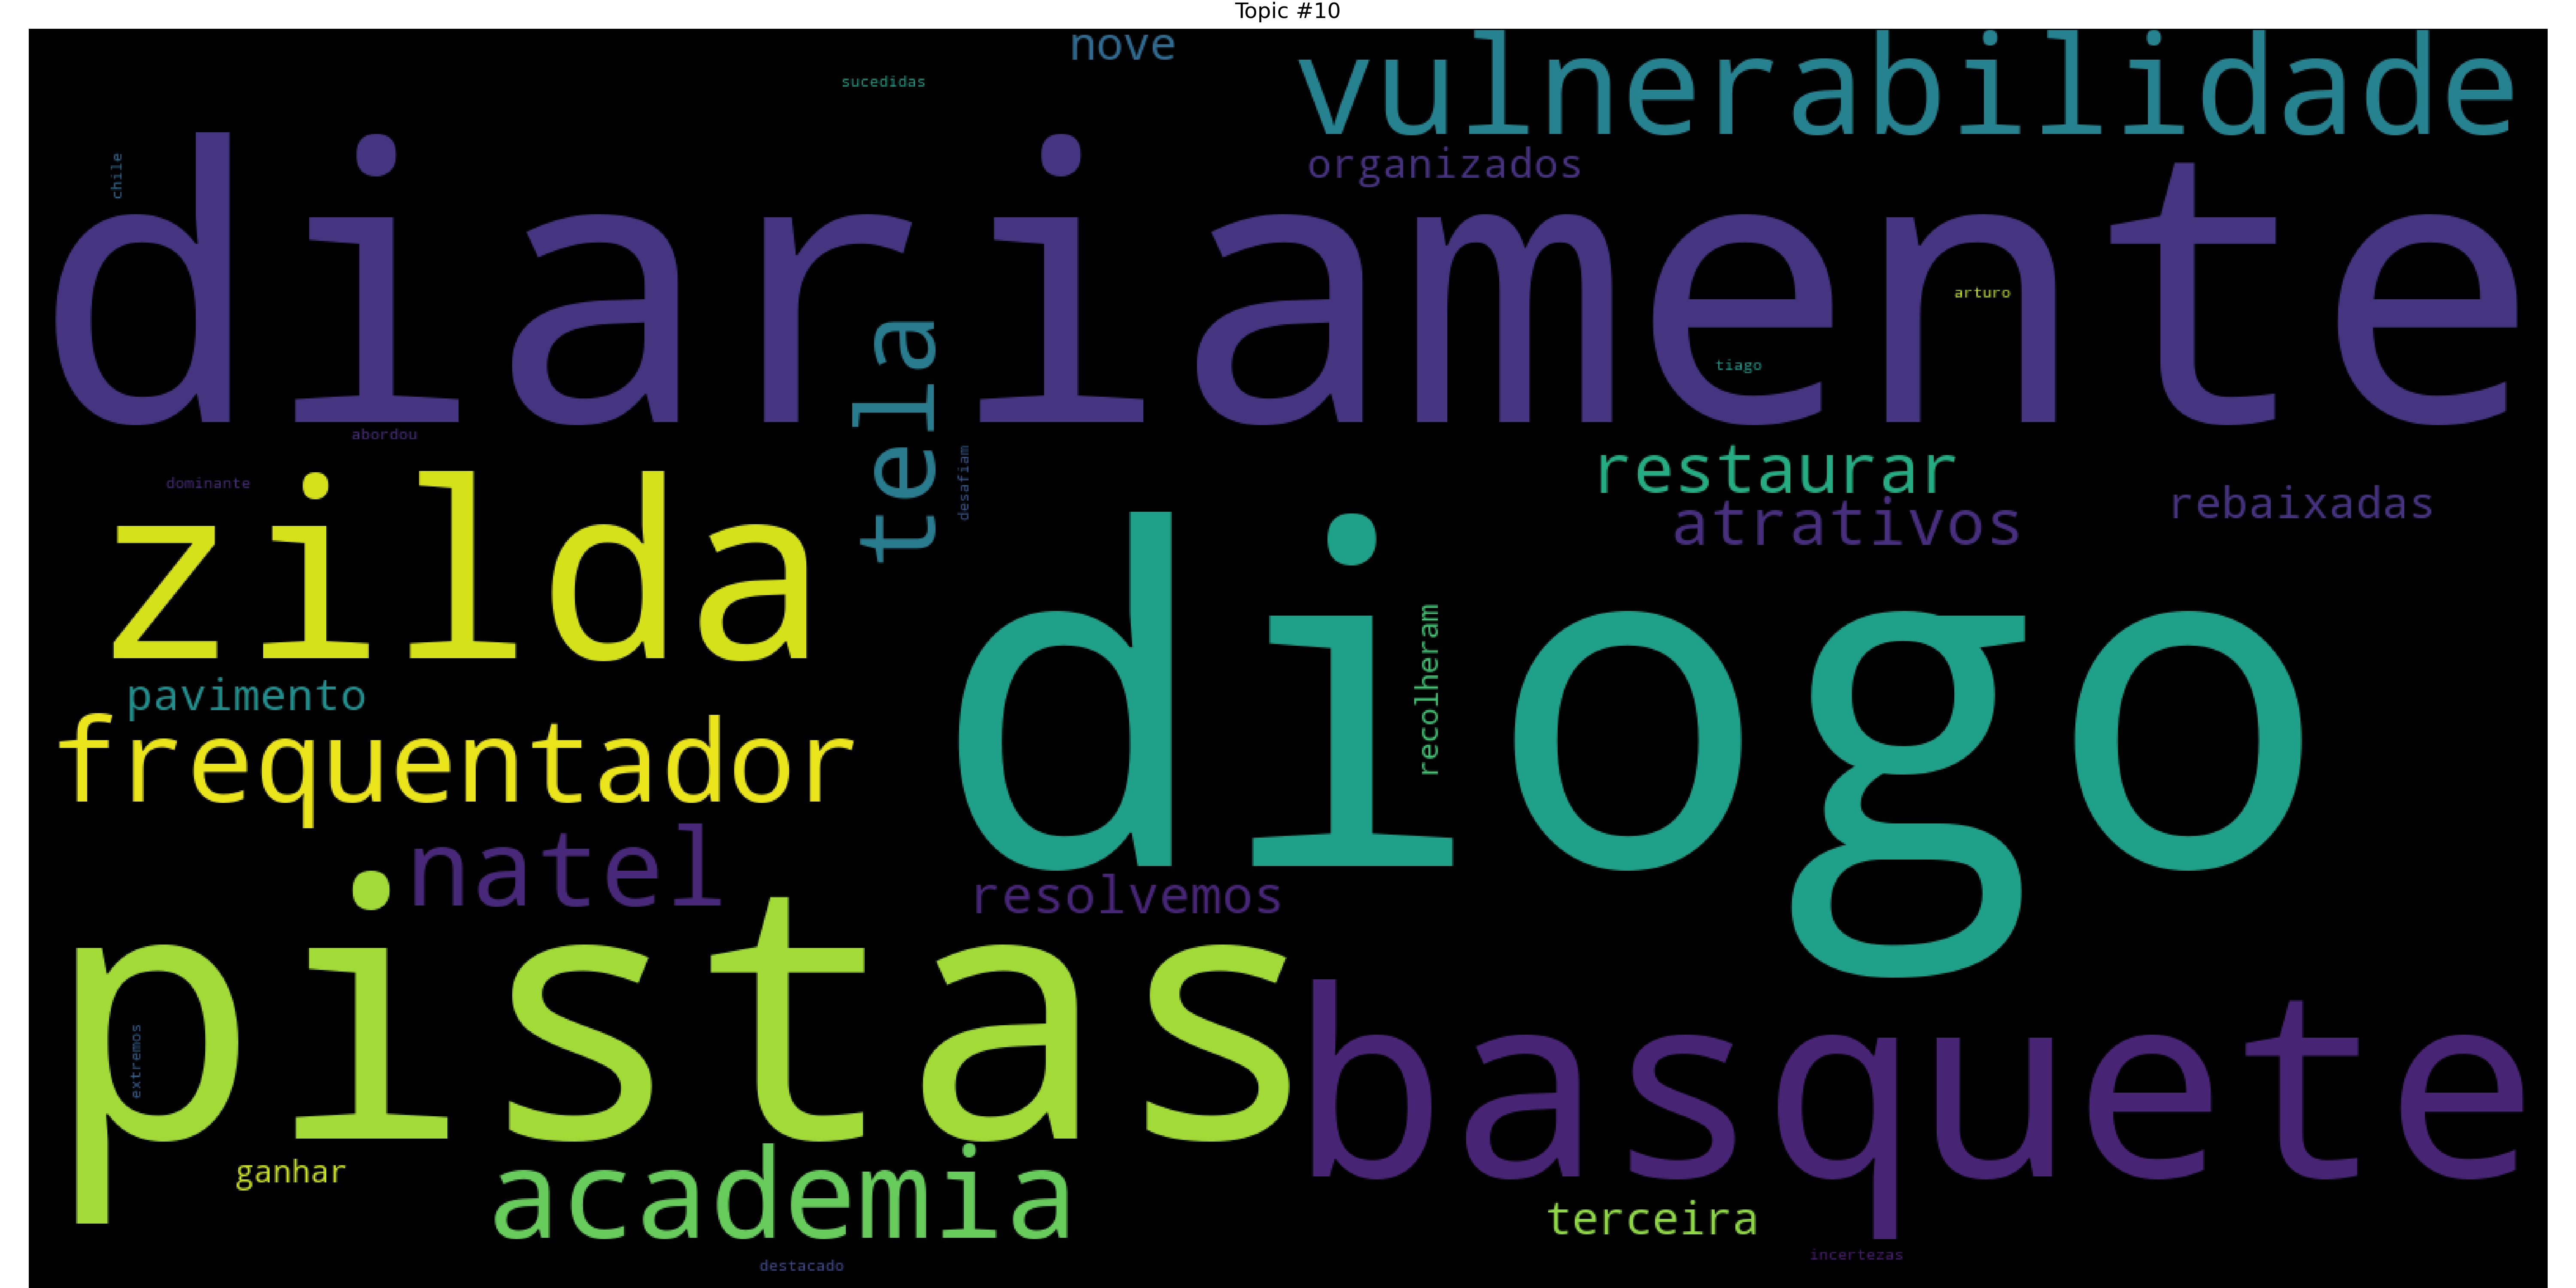 Topic #10
nove
vulnerabilidade
sucedidas
organizados
chile
diariamente
arturo
tiago
tela
abordou
desafiam
restaurar
dominante
zilda
atrativos
rebaixadas
diogo
recolheram
pavimento
frequentador
natel
resolvemos
pistas
extremos
basquete
ganhar
academia
terceira
incertezas
destacado